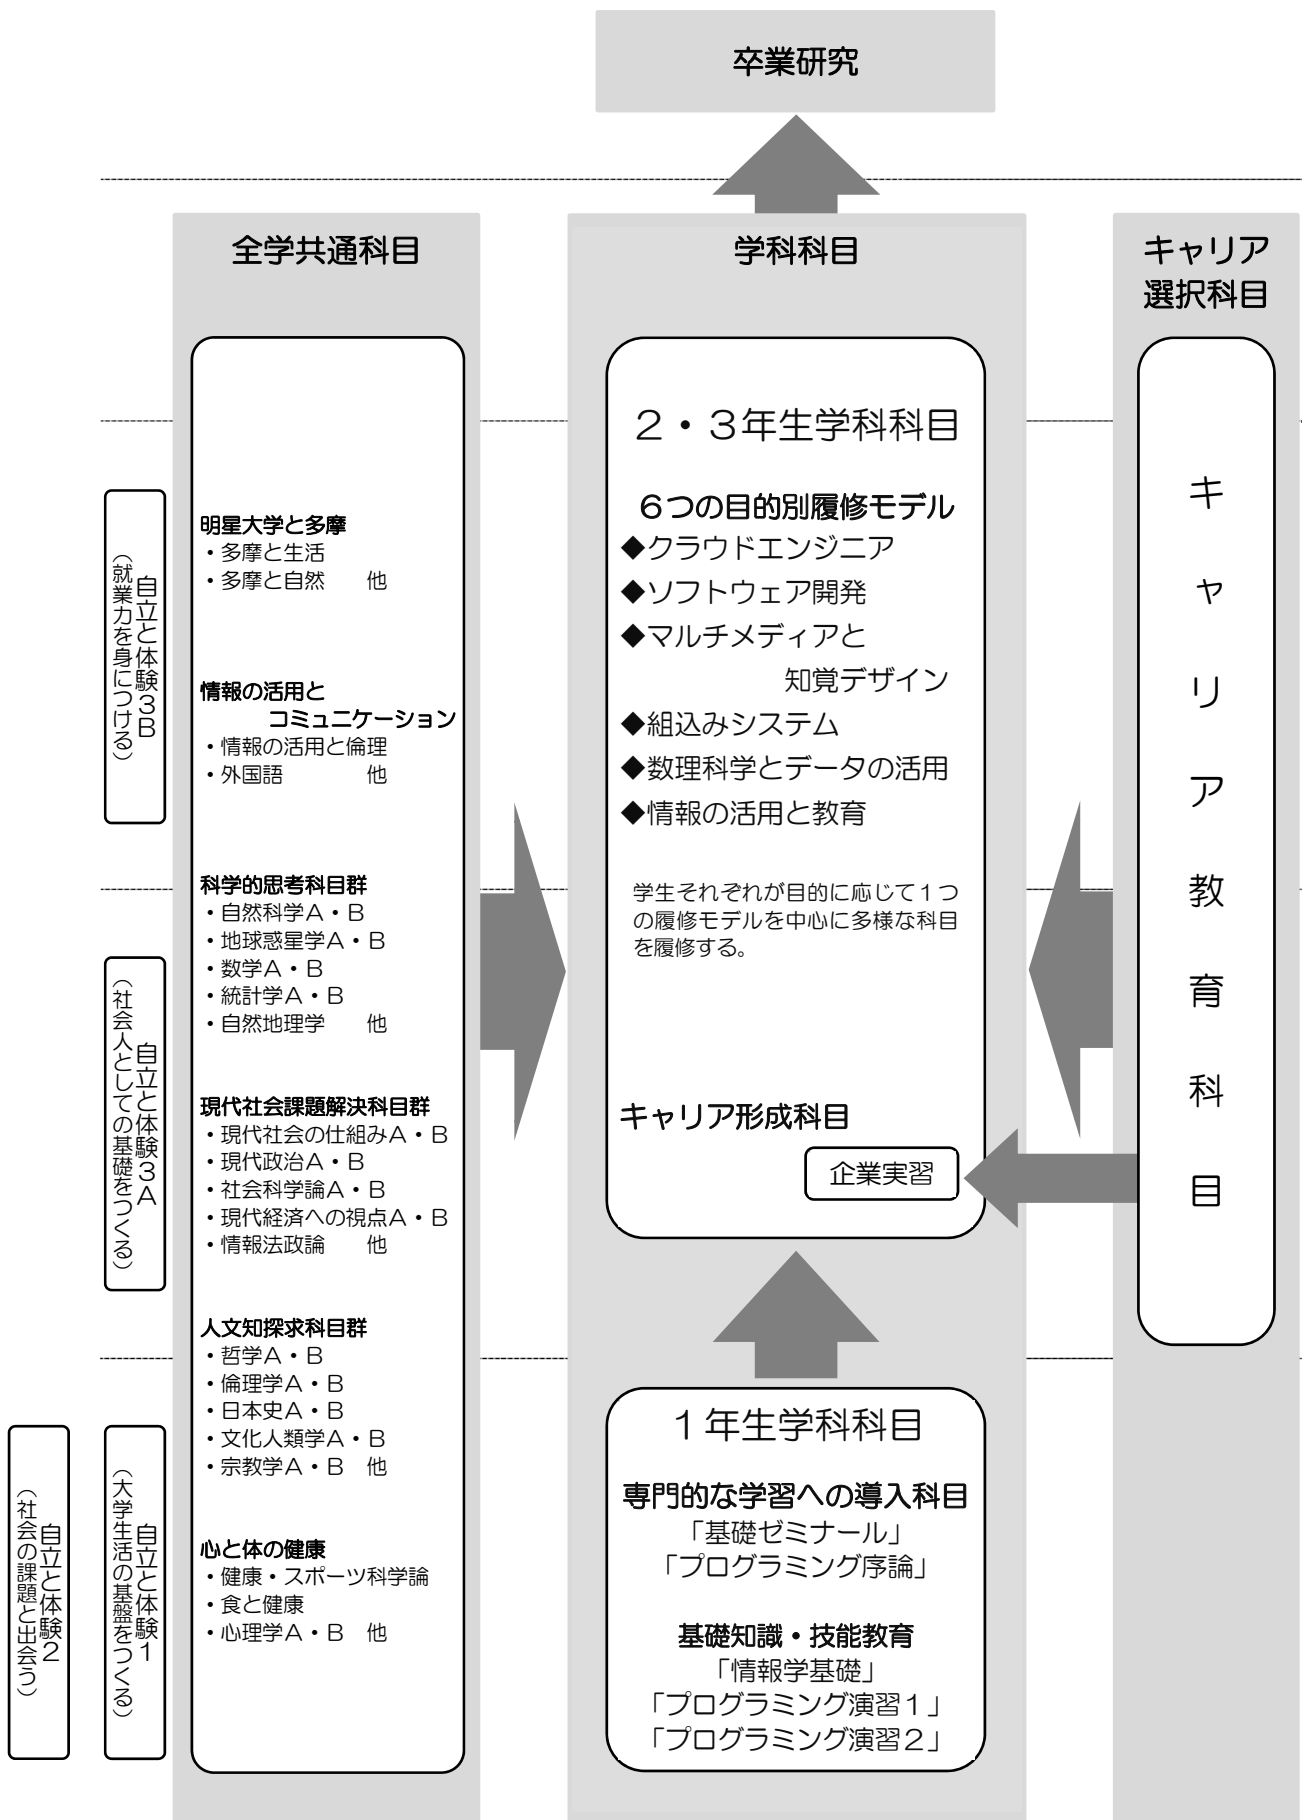 卒業研究
全学共通科目
明星大学と多摩
・多摩と生活
・多摩と自然　他
情報の活用と
コミュニケーション
・情報の活用と倫理
・外国語　他
科学的思考科目群
・自然科学A・B
・地球惑星学A・B
・数学A・B
・統計学A・B
・自然地理学　他
現代社会課題解決科目群
・現代社会の仕組みA・B
・現代政治A・B
・社会科学論A・B
・現代経済への視点A・B
・情報法政論　他
人文知探求科目群
・哲学A・B
・倫理学A・B
・日本史A・B
・文化人類学A・B
・宗教学A・B　他
心と体の健康
・健康・スポーツ科学論
・食と健康
・心理学A・B　他
自立と体験3B
（就業力を身につける）
自立と体験3A
（社会人としての基礎をつくる）
自立と体験1
（大学生活の基盤をつくる）
自立と体験2
（社会の課題と出会う）
学科科目
２・３年生学科科目
６つの目的別履修モデル
◆クラウドエンジニア
◆ソフトウェア開発
◆マルチメディアと
知覚デザイン
◆組込みシステム
◆数理科学とデータの活用
◆情報の活用と教育
学生それぞれが目的に応じて１つ
の履修モデルを中心に多様な科目
を履修する。
キャリア形成科目
企業実習
１年生学科科目
専門的な学習への導入科目
「基礎ゼミナール」
「プログラミング序論」
基礎知識・技能教育
「情報学基礎」
「プログラミング演習１」
「プログラミング演習２」
キャリア
選択科目
キャリア教育科目